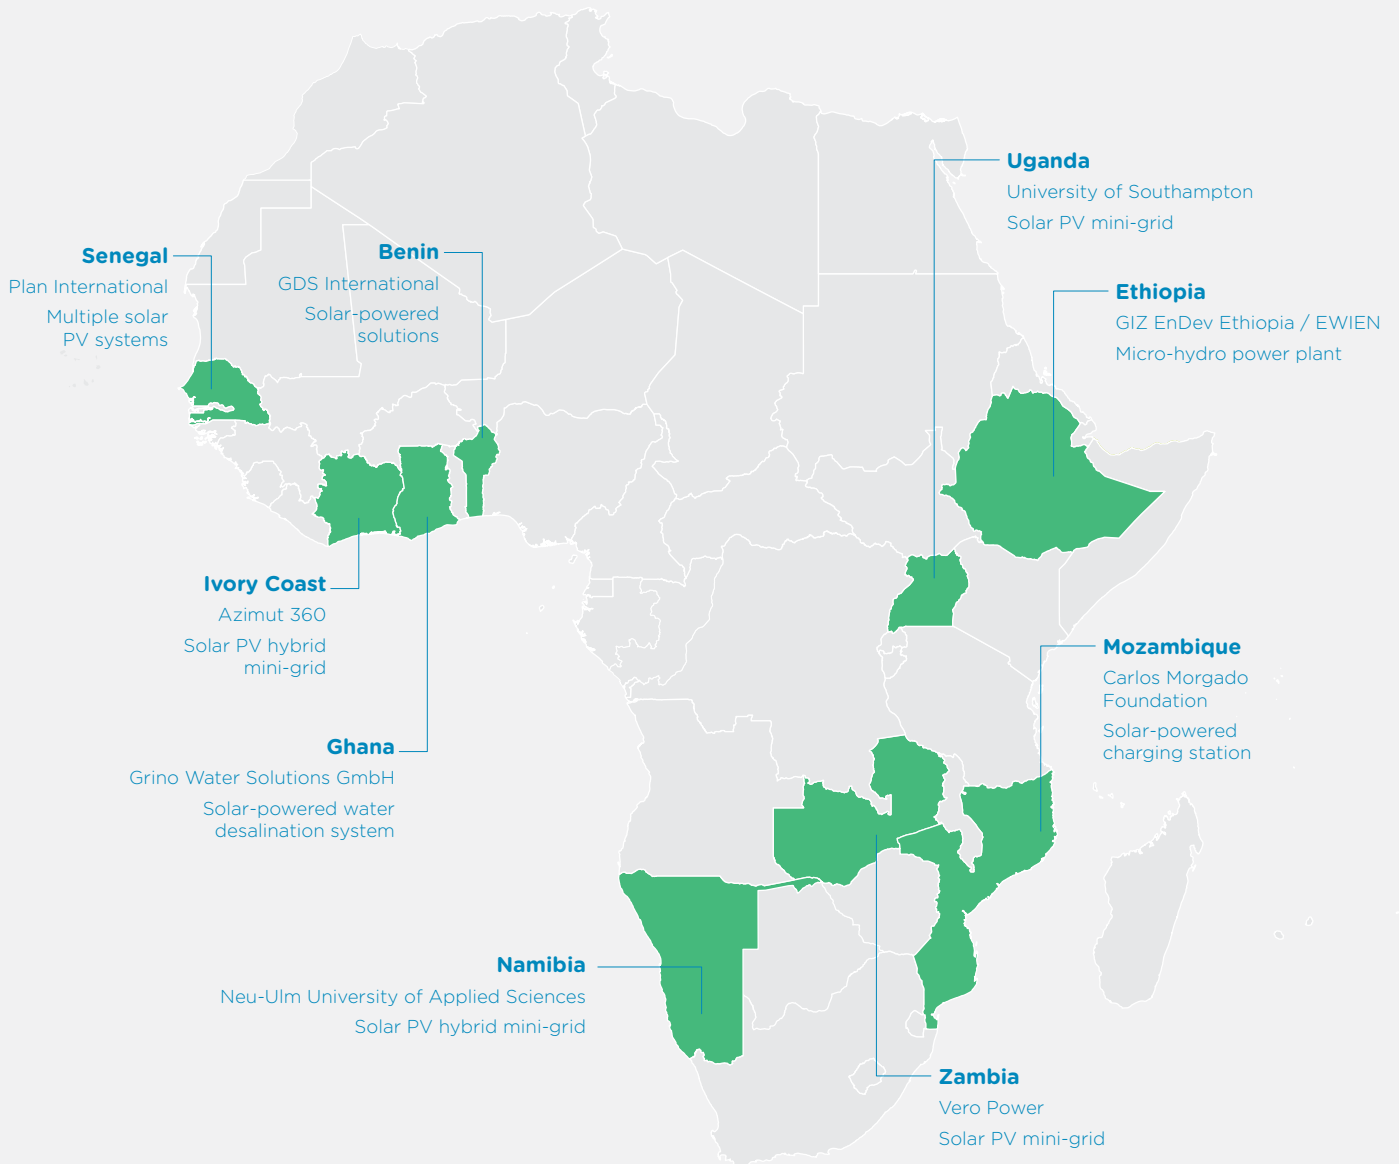 Uganda
University of Southampton
Solar PV mini-grid
Senegal
Plan International
Multiple solar
PV systems
Benin
GDS International
Solar-powered
solutions
Ethiopia
GIZ EnDev Ethiopia / EWIEN
Micro-hydro power plant
Ivory Coast
Azimut 360
Solar PV hybrid
mini-grid
Mozambique
Carlos Morgado
Foundation
Solar-powered
charging station
Ghana
Grino Water Solutions GmbH
Solar-powered water
desalination system
Namibia
Neu-Ulm University of Applied Sciences
Solar PV hybrid mini-grid
Zambia
Vero Power
Solar PV mini-grid